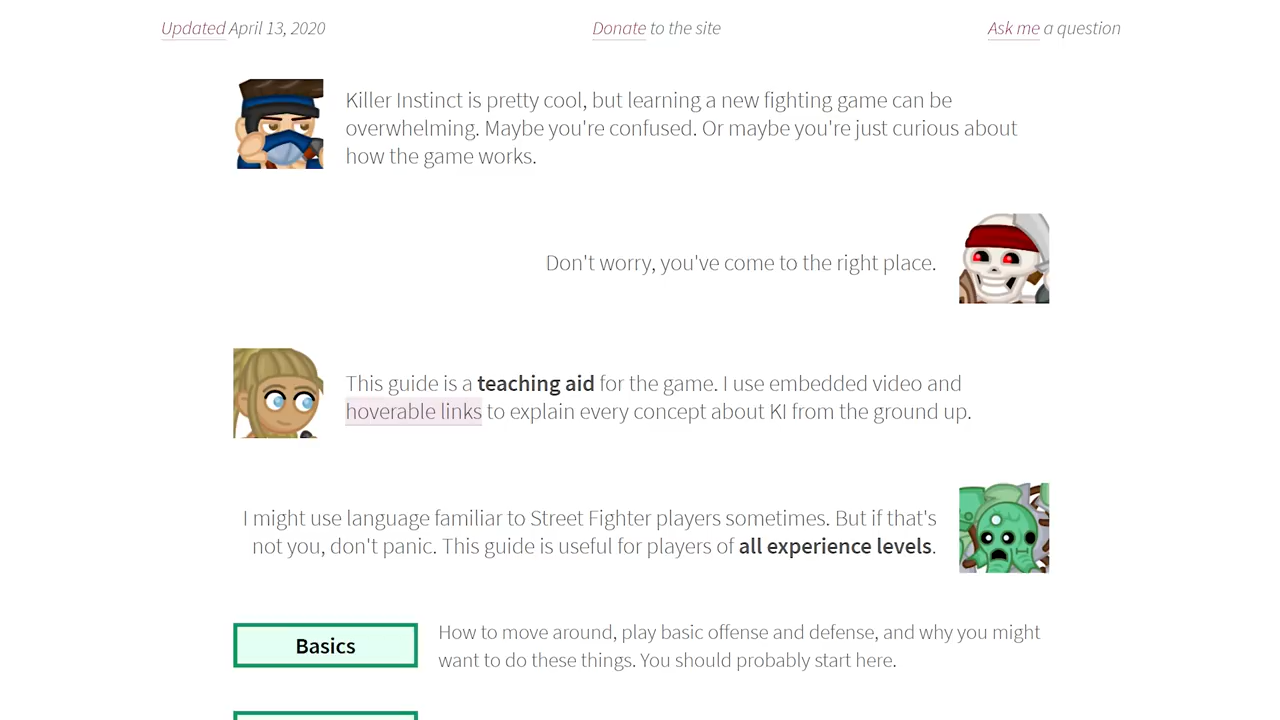 Updated April 13, 2020
Donate to the site
Ask me a question
Killer Instinct is pretty cool, but learning a new fighting game can be
overwhelming. Maybe you're confused. Or maybe you're just curious about
how the game works.
Don't worry, you've come to the right place.
This guide is a teaching aid for the game. I use embedded video and
hoverable links to explain every concept about KI from the ground up.
I might use language familiar to Street Fighter players sometimes. But if that's
not you, don't panic. This guide is useful for players of all experience levels.
Basics
How to move around, play basic offense and defense, and why you might
want to do these things. You should probably start here.